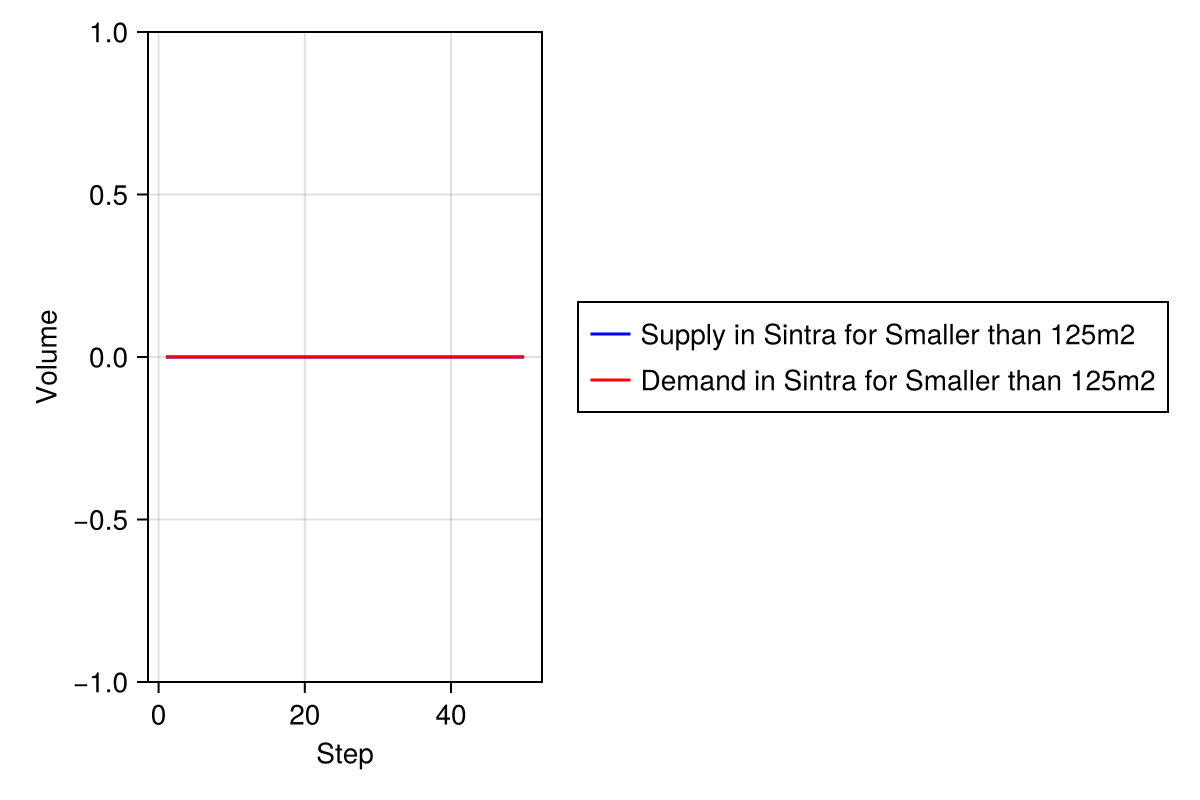 1.0
0.5
0.0
−0.5
−1.0
Volume
0 20 40
Step
Supply in Sintra for Smaller than 125m2
Demand in Sintra for Smaller than 125m2